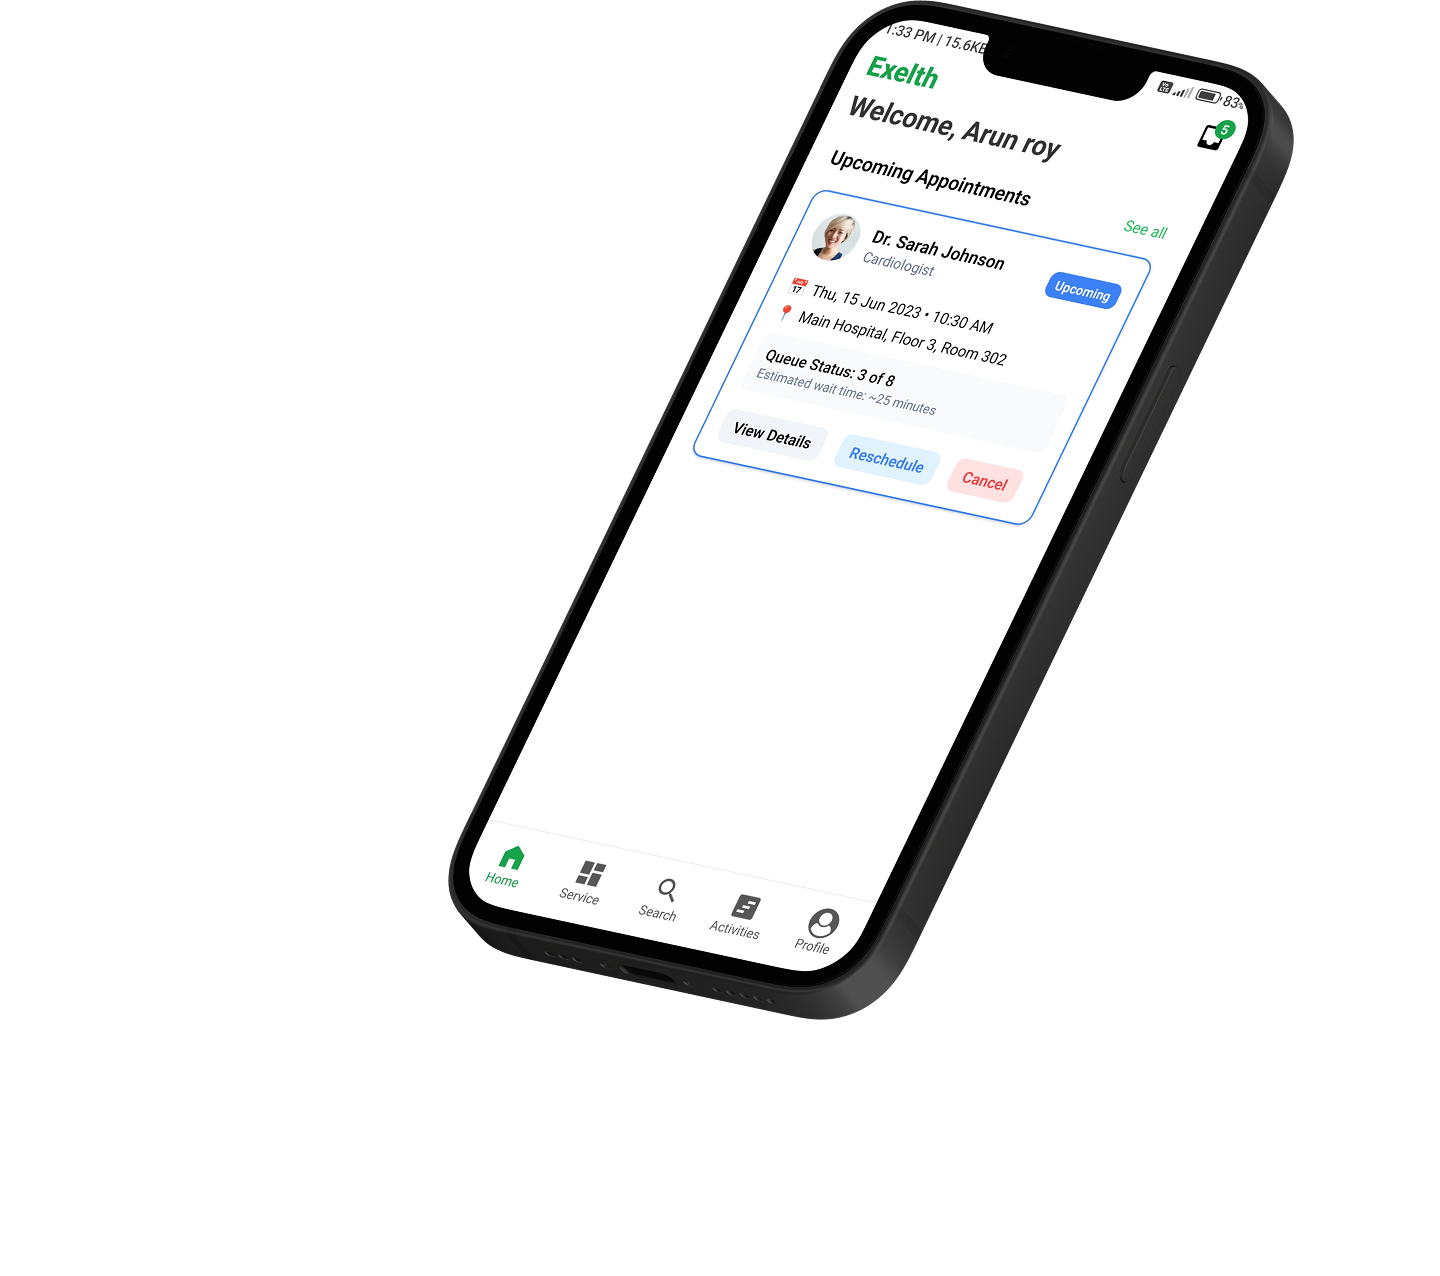 1:33 PM | 15.6KB
83%
Exelth
5
Welcome, Arun roy
Upcoming Appointments
See all
Dr. Sarah Johnson
Cardiologist
Upcoming
Thu, 15 Jun 2023 • 10:30 AM
Main Hospital, Floor 3, Room 302
Queue Status: 3 of 8
Estimated wait time: ~25 minutes
View Details
Reschedule
Cancel
Home
Service
Search
Activities
Profile